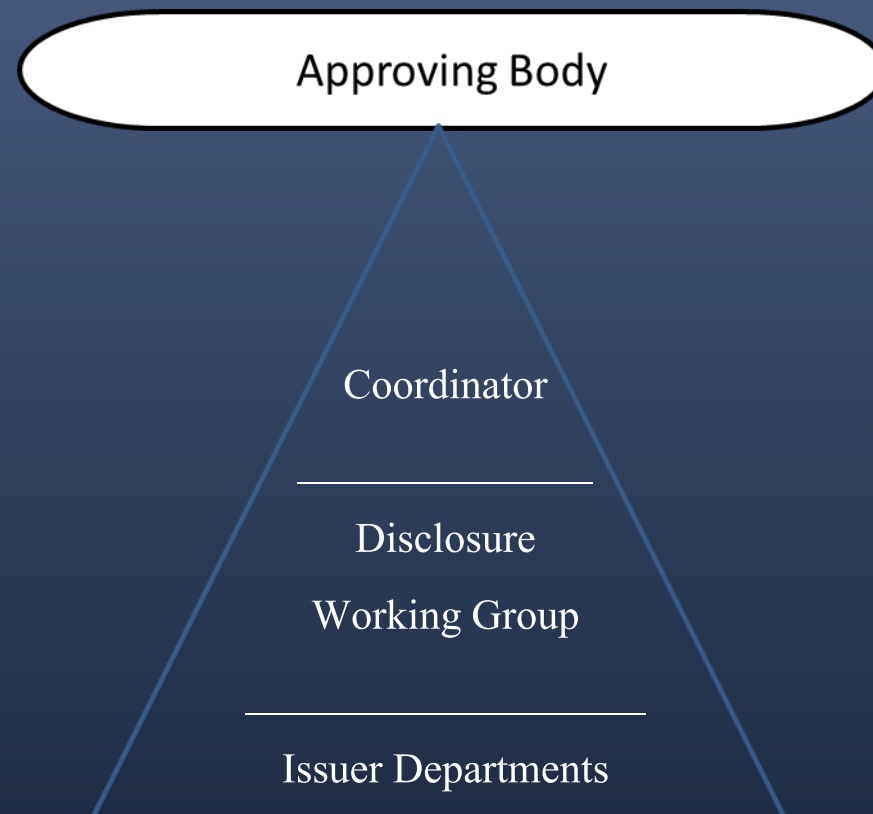 Approving Body
Coordinator
Disclosure
Working Group
Issuer Departments